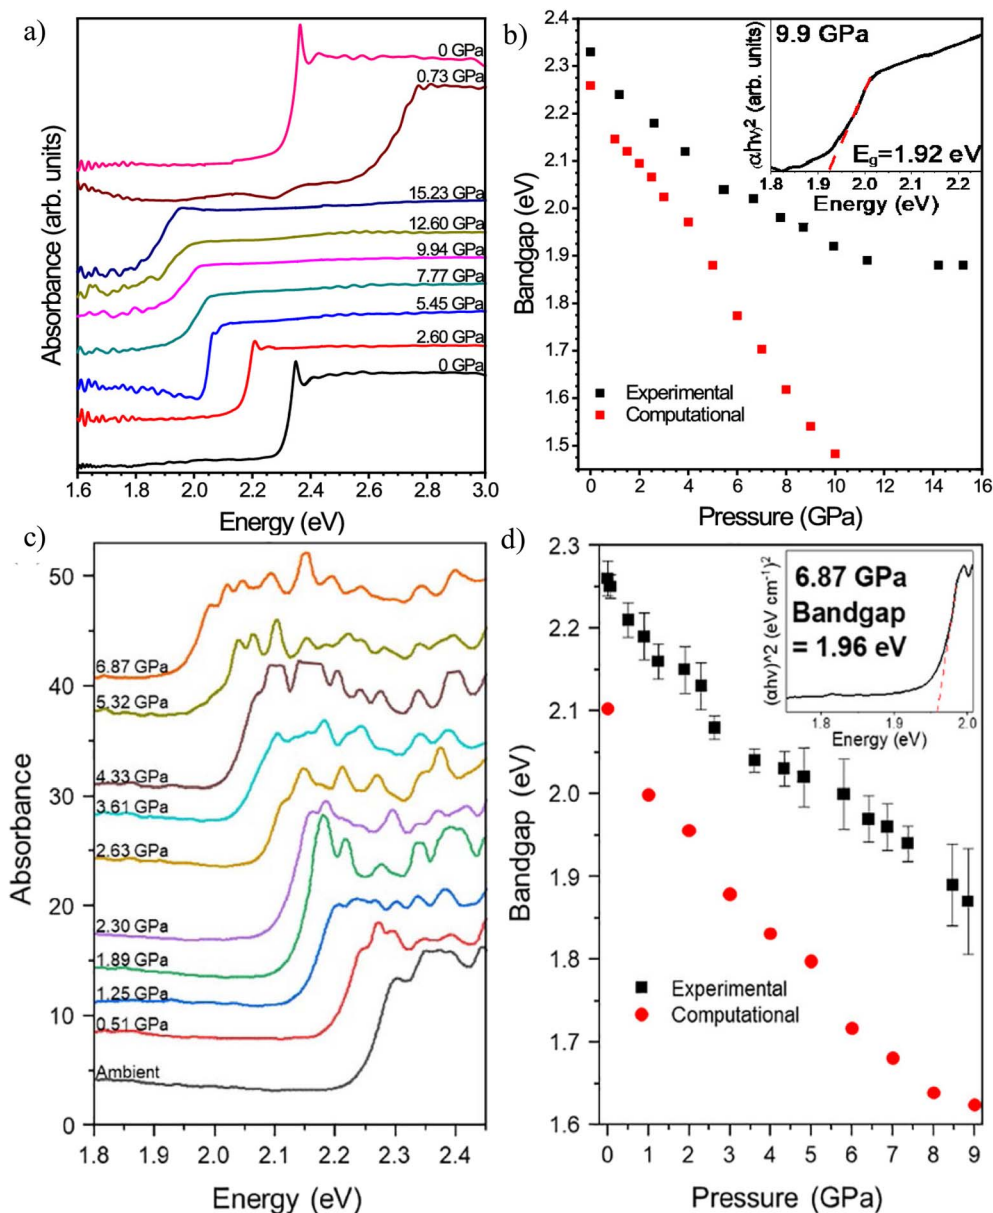 a)
0 GPa
0.73 GPa
15.23 GPa
12.60 GPa
9.94 GPa
7.77 GPa
5.45 GPa
2.60 GPa
0 GPa
Absorbance (arb. units)
1.6 1.8 2.0 2.2 2.4 2.6 2.8 3.0
Energy (eV)
b)
2.4
2.3
2.2
2.1
2.0
1.9
1.8
1.7
1.6
1.5
Bandgap (eV)
9.9 GPa
(αhν)² (arb. units)
Eg=1.92 eV
1.8 1.9 2.0 2.1 2.2
Energy (eV)
Experimental
Computational
0 2 4 6 8 10 12 14 16
Pressure (GPa)
c)
50
40
30
20
10
0
Absorbance
6.87 GPa
5.32 GPa
4.33 GPa
3.61 GPa
2.63 GPa
2.30 GPa
1.89 GPa
1.25 GPa
0.51 GPa
Ambient
1.8 1.9 2.0 2.1 2.2 2.3 2.4
Energy (eV)
d)
2.3
2.2
2.1
2.0
1.9
1.8
1.7
1.6
Bandgap (eV)
6.87 GPa
Bandgap
= 1.96 eV
(αhv)^2 (eV cm⁻¹)²
1.8 1.9 2.0
Energy (eV)
Experimental
Computational
0 1 2 3 4 5 6 7 8 9
Pressure (GPa)